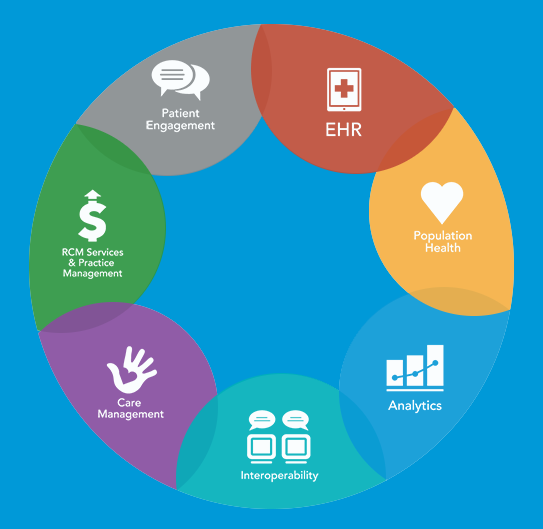 Patient
Engagement
EHR
Population
Health
RCM Services
& Practice
Management
Analytics
Care
Management
Interoperability